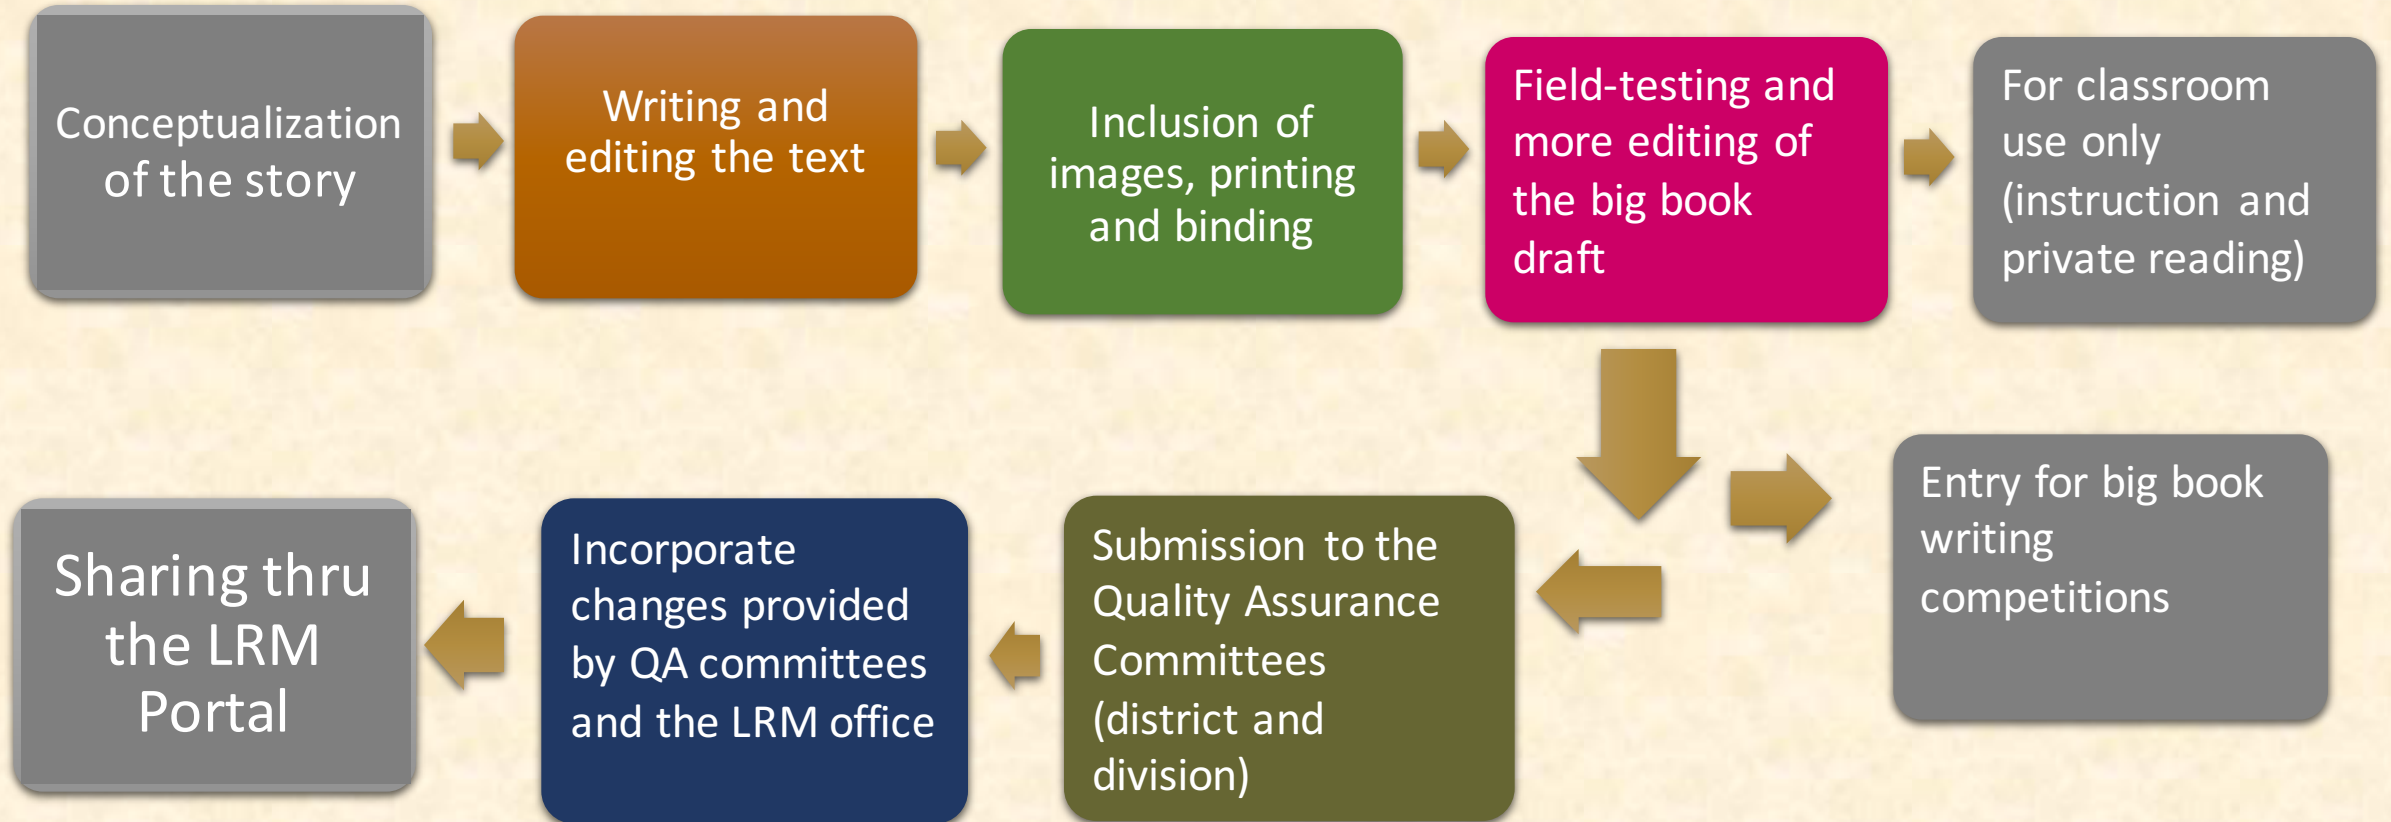 Conceptualization
of the story
Writing and
editing the text
Inclusion of
images, printing
and binding
Field-testing and
more editing of
the big book
draft
For classroom
use only
(instruction and
private reading)
Entry for big book
writing
competitions
Submission to the
Quality Assurance
Committees
(district and
division)
Incorporate
changes provided
by QA committees
and the LRM office
Sharing thru
the LRM
Portal